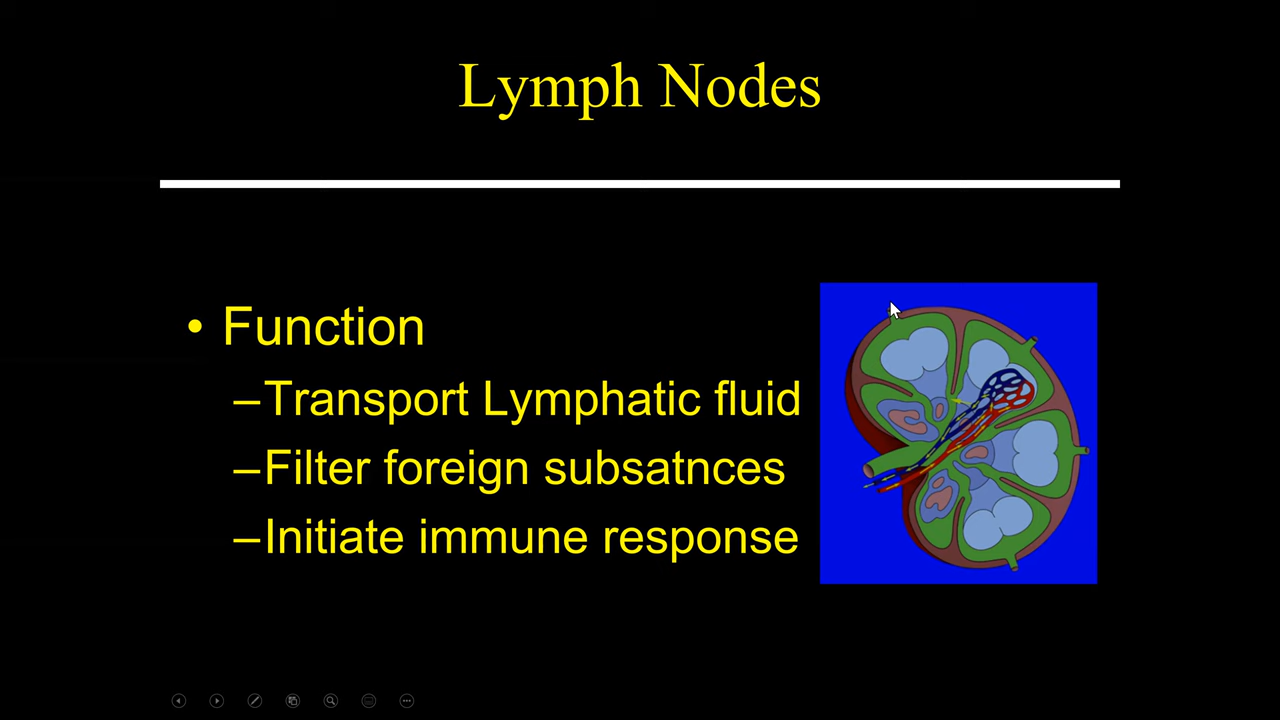 Lymph Nodes
• Function
–Transport Lymphatic fluid
–Filter foreign subsatnces
–Initiate immune response